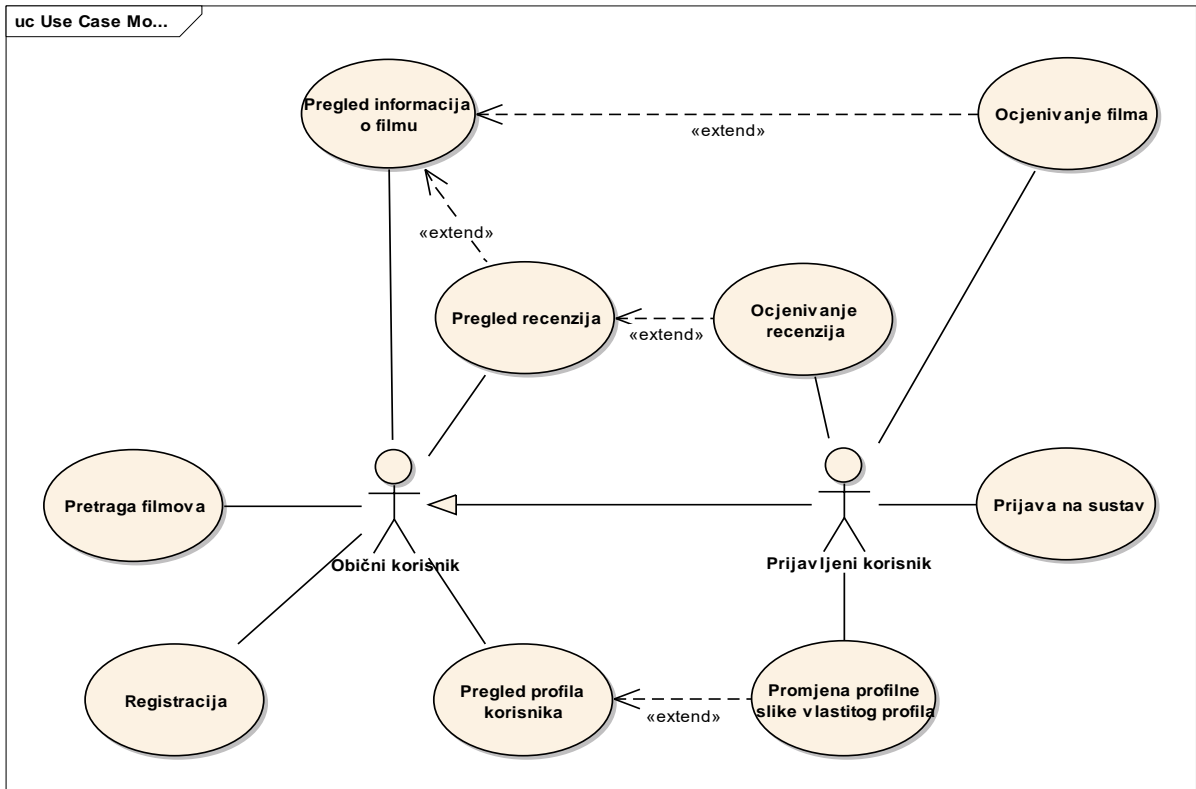 uc Use Case Mo...
Pregled informacija
o filmu
Ocjenivanje filma
«extend»
«extend»
Pregled recenzija
Ocjenivanje
recenzija
«extend»
Pretraga filmova
Prijava na sustav
Obični korisnik
Prijavljeni korisnik
Registracija
Pregled profila
korisnika
Promjena profilne
slike vlastitog profila
«extend»